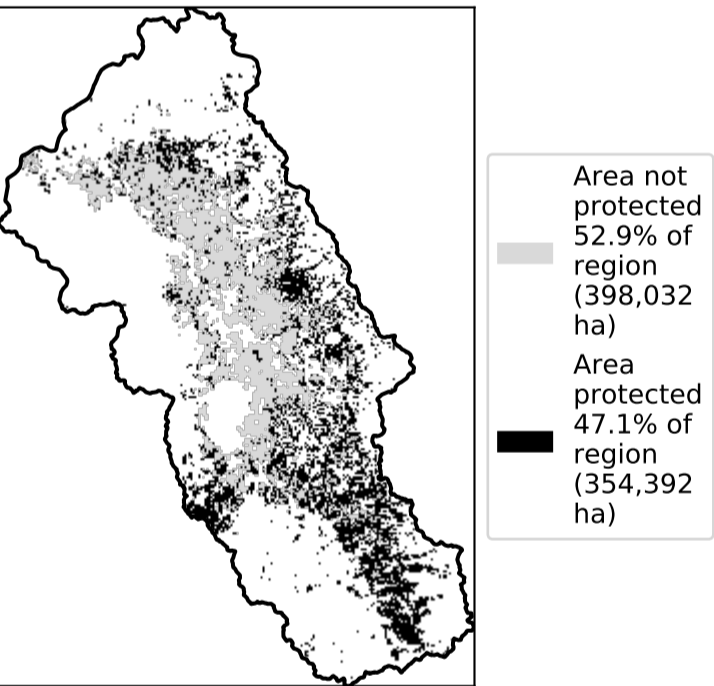 Area not
protected
52.9% of
region
(398,032
ha)
Area
protected
47.1% of
region
(354,392
ha)